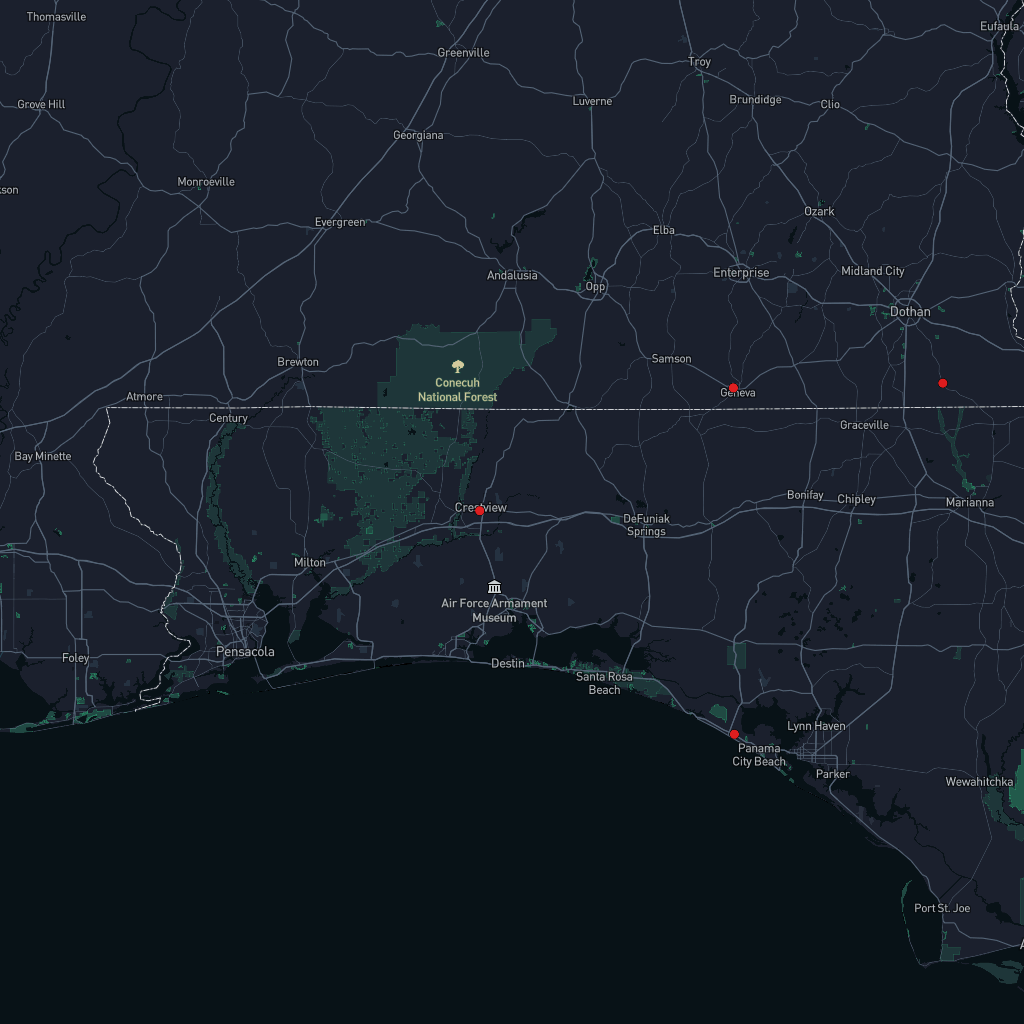 Thomasville
Eufaula
Greenville
Troy
Grove Hill
Luverne
Brundidge
Clio
Georgiana
Monroeville
kson
Evergreen
Ozark
Elba
Andalusia
Enterprise
Midland City
Opp
Dothan
Brewton
Samson
Conecuh
National Forest
Geneva
Atmore
Century
Graceville
Bay Minette
Bonifay
Chipley
Marianna
Crestview
DeFuniak
Springs
Milton
Air Force Armament
Museum
Pensacola
Foley
Destin
Santa Rosa
Beach
Lynn Haven
Panama
City Beach
Parker
Wewahitchka
Port St. Joe
A